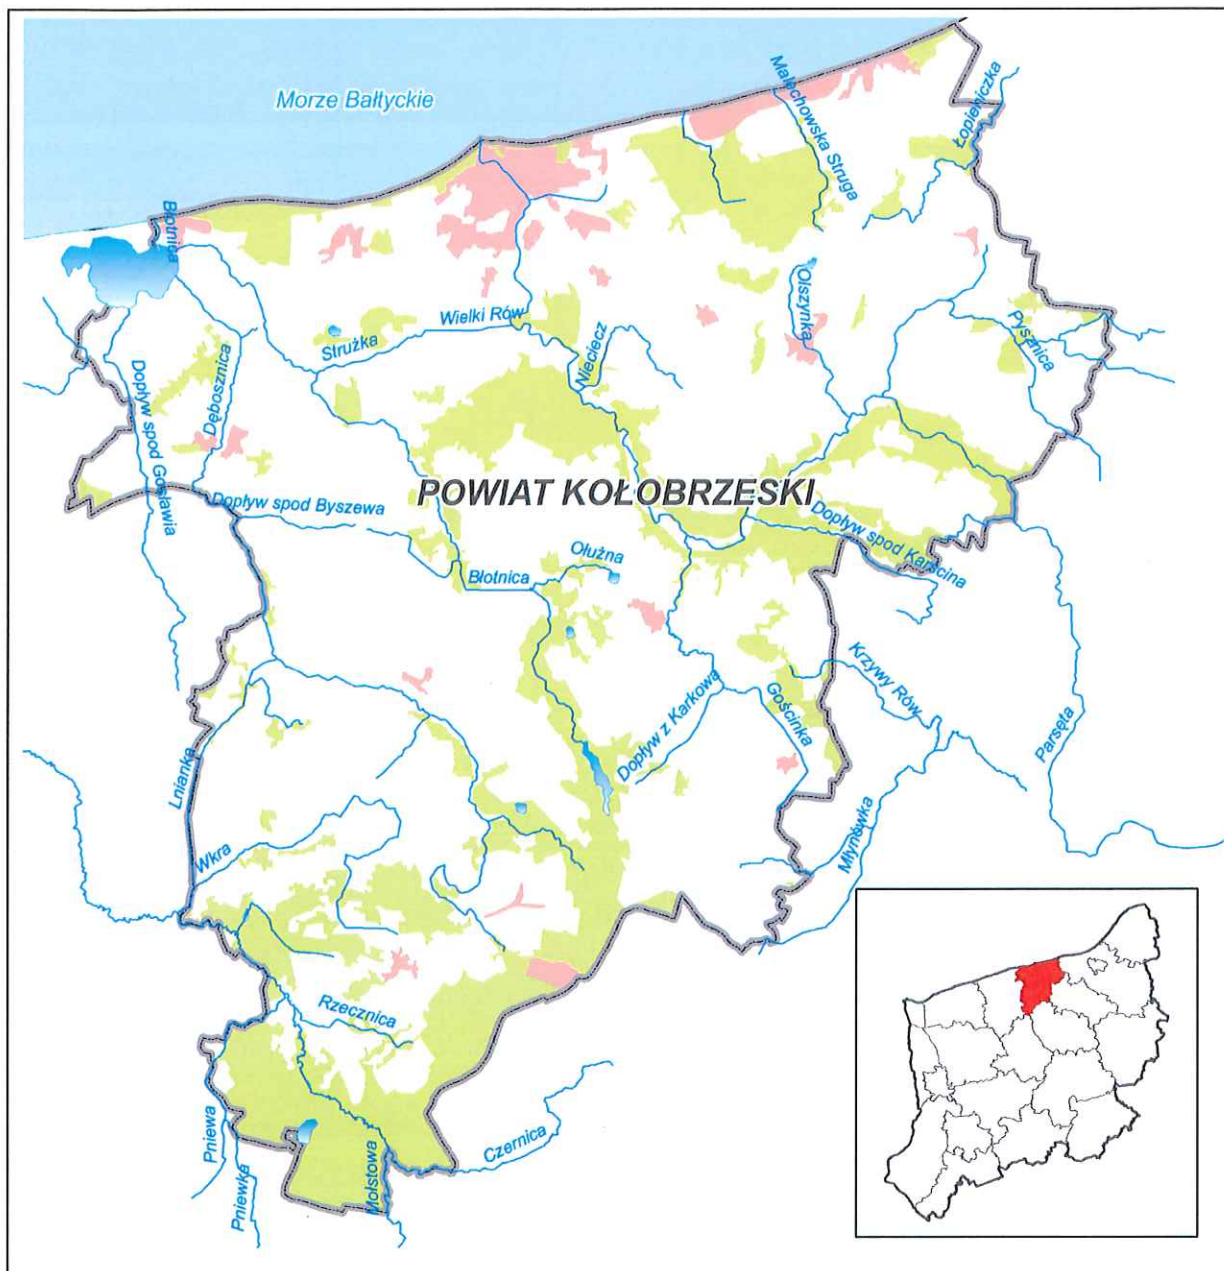 Morze Bałtyckie
Malechowska Struga
Łopieniczka
Błotnica
Olszynka
Pysznica
Wielki Rów
Strużka
Nieciecz
Dębosznica
Dopływ spod Gosławia
POWIAT KOŁOBRZESKI
Dopływ spod Byszewa
Dopływ spod Karścina
Ołużna
Błotnica
Krzywy Rów
Gościnka
Dopływ z Karkowa
Parsęta
Lnianka
Młynówka
Wkra
Rzecznica
Pniewa
Czernica
Pniewka
Mołstowa